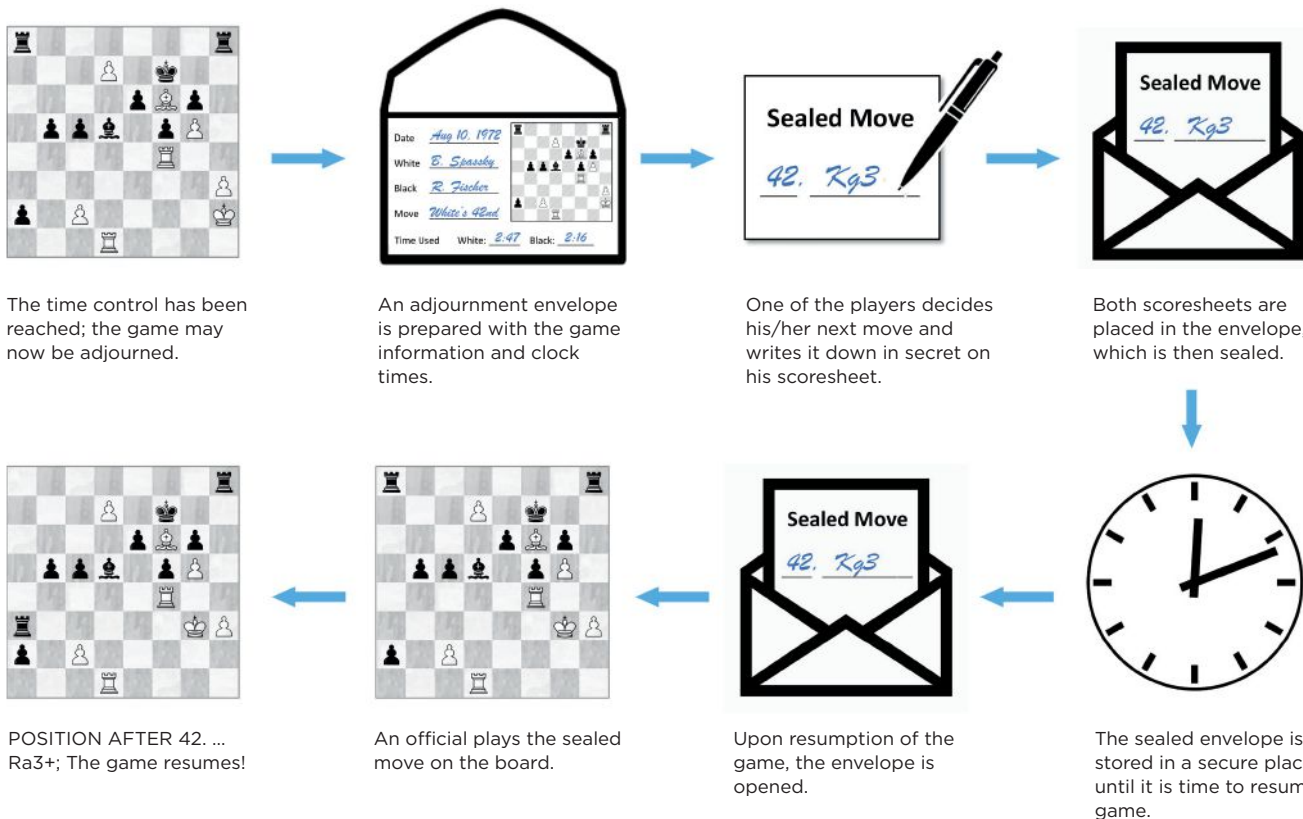 Date Aug 10. 1972
White B. Spassky
Black R. Fischer
Move White's 42nd
Time Used White: 2:47 Black: 2:16
Sealed Move
42. Kg3
Sealed Move
42. Kg3
The time control has been
reached; the game may
now be adjourned.
An adjournment envelope
is prepared with the game
information and clock
times.
One of the players decides
his/her next move and
writes it down in secret on
his scoresheet.
Both scoresheets are
placed in the envelope,
which is then sealed.
Sealed Move
42. Kg3
POSITION AFTER 42. ...
Ra3+; The game resumes!
An official plays the sealed
move on the board.
Upon resumption of the
game, the envelope is
opened.
The sealed envelope is
stored in a secure plac
until it is time to resum
game.